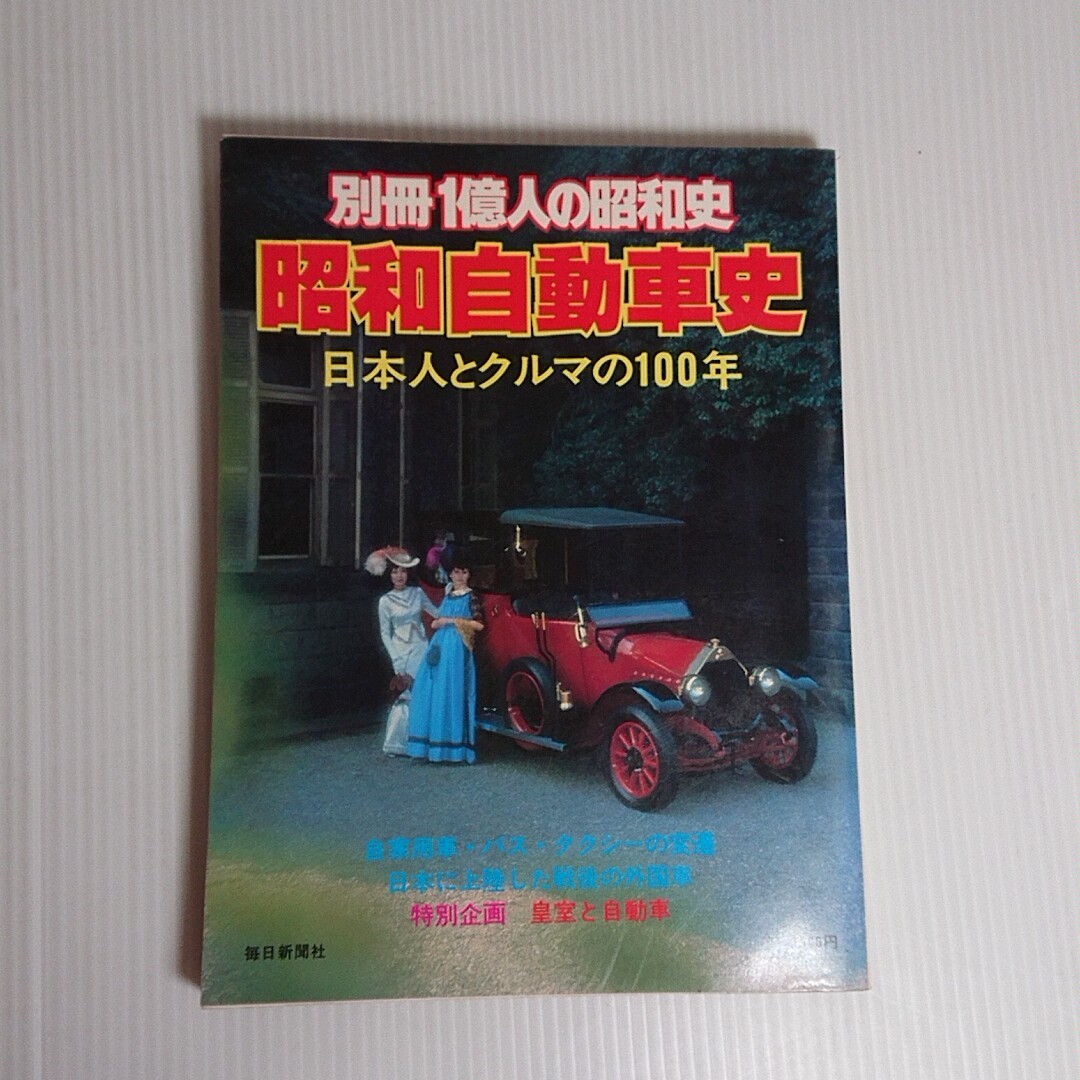 別冊1億人の昭和史
昭和自動車史
日本人とクルマの100年
自家用車・バス・タクシーの変遷
日本に上陸した戦後の外国車
特別企画 皇室と自動車
毎日新聞社
円